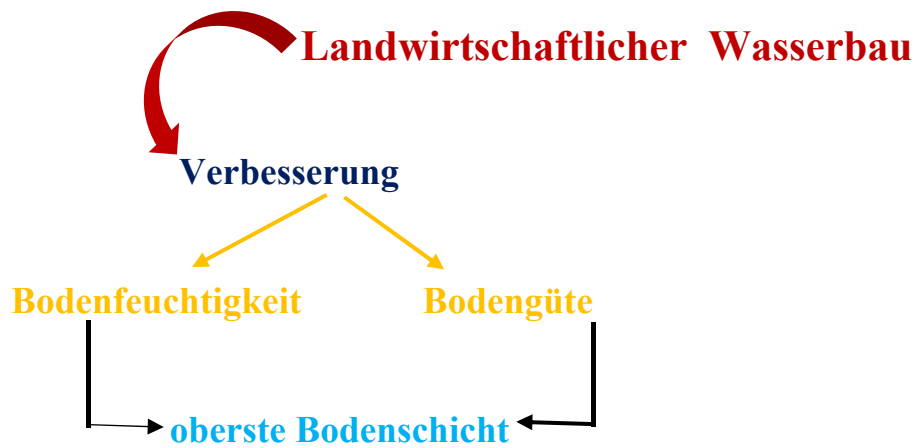 Landwirtschaftlicher Wasserbau
Verbesserung
Bodenfeuchtigkeit Bodengüte
oberste Bodenschicht